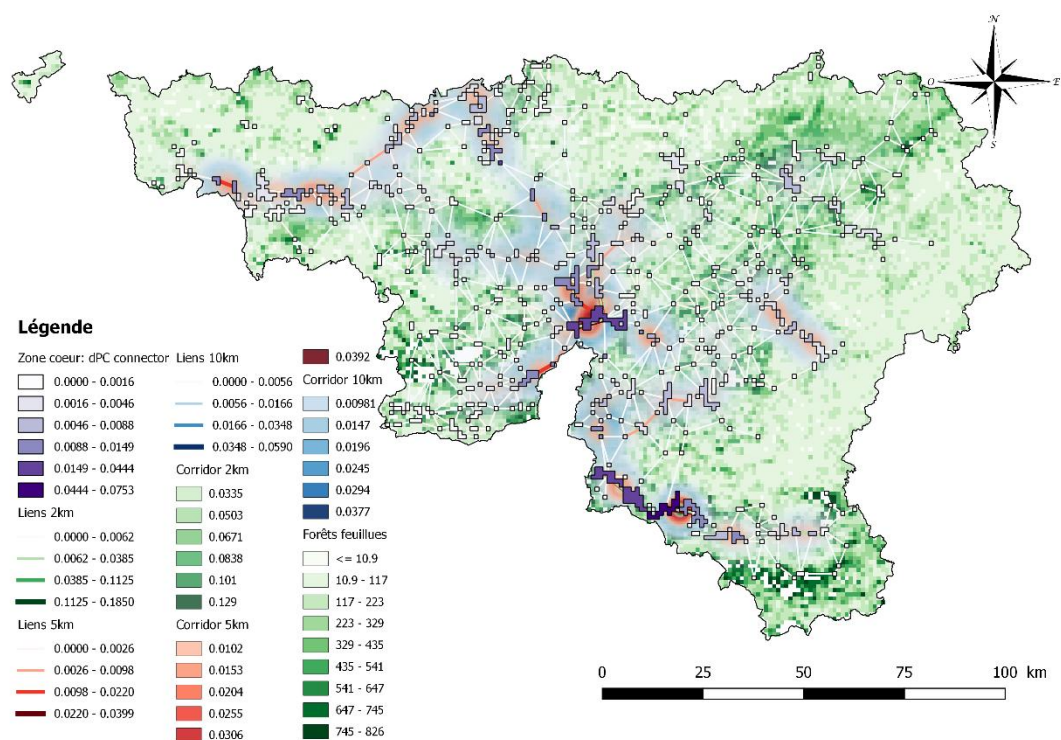 N
O
E
S
Légende
Zone coeur: dPC connector
0.0000 - 0.0016
0.0016 - 0.0046
0.0046 - 0.0088
0.0088 - 0.0149
0.0149 - 0.0444
0.0444 - 0.0753
Liens 2km
0.0000 - 0.0062
0.0062 - 0.0385
0.0385 - 0.1125
0.1125 - 0.1850
Liens 5km
0.0000 - 0.0026
0.0026 - 0.0098
0.0098 - 0.0220
0.0220 - 0.0399
Liens 10km
0.0000 - 0.0056
0.0056 - 0.0166
0.0166 - 0.0348
0.0348 - 0.0590
Corridor 2km
0.0335
0.0503
0.0671
0.0838
0.101
0.129
Corridor 5km
0.0102
0.0153
0.0204
0.0255
0.0306
0.0392
Corridor 10km
0.00981
0.0147
0.0196
0.0245
0.0294
0.0377
Forêts feuillues
<= 10.9
10.9 - 117
117 - 223
223 - 329
329 - 435
435 - 541
541 - 647
647 - 745
745 - 826
0 25 50 75 100 km